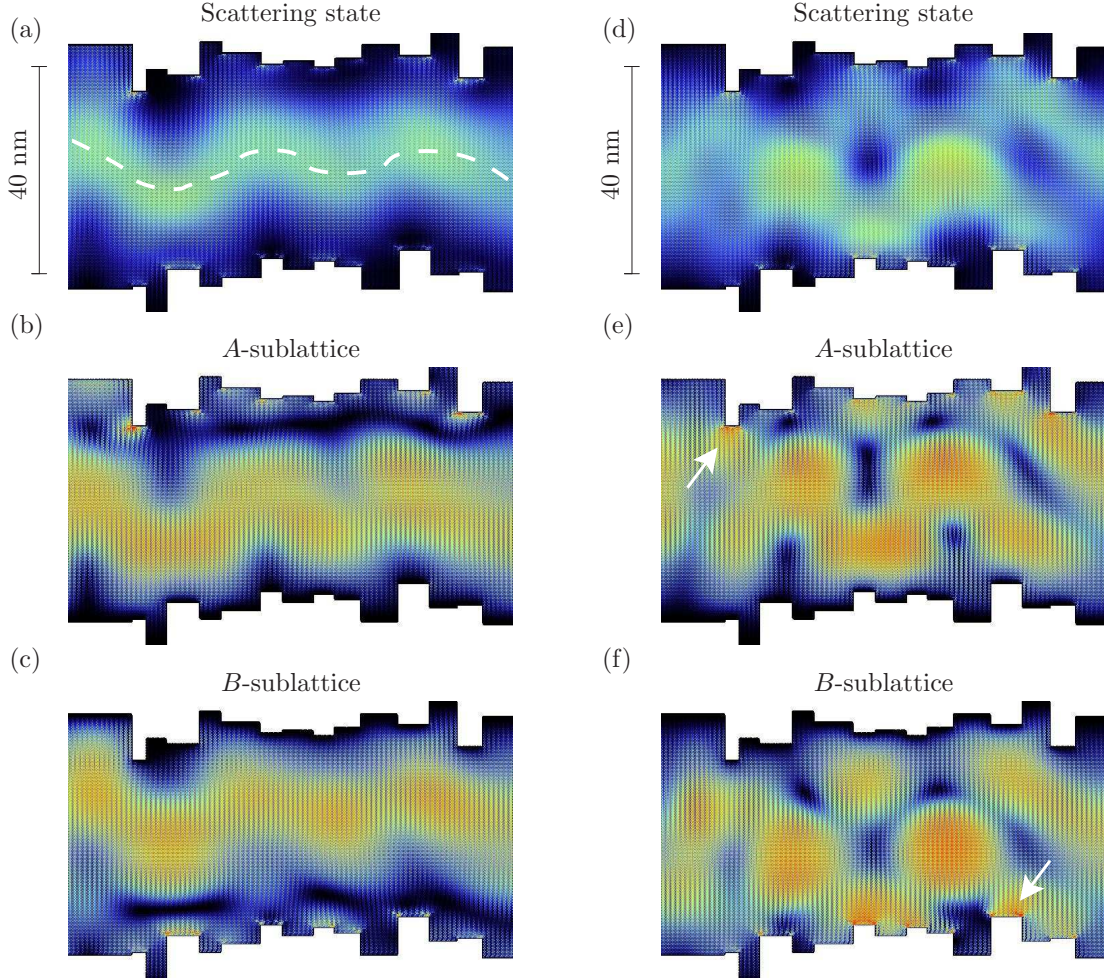 Scattering state
(a)
40 nm
(b)
A-sublattice
(c)
B-sublattice
Scattering state
(d)
40 nm
(e)
A-sublattice
(f)
B-sublattice